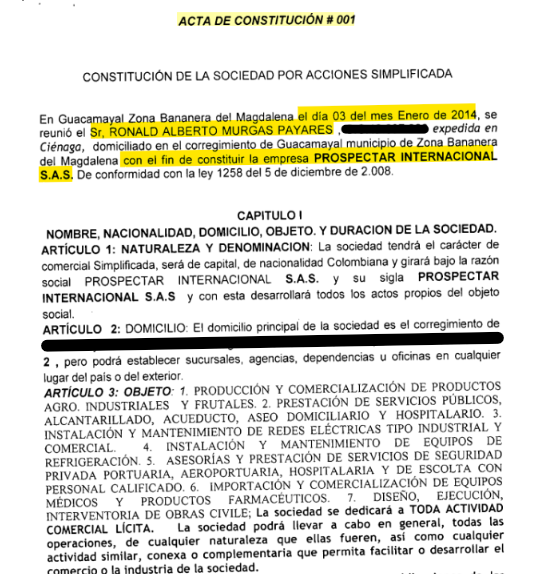 ACTA DE CONSTITUCIÓN # 001
CONSTITUCIÓN DE LA SOCIEDAD POR ACCIONES SIMPLIFICADA
En Guacamayal Zona Bananera del Magdalena el día 03 del mes Enero de 2014, se
reunió el Sr, RONALD ALBERTO MURGAS PAYARES , expedida en
Ciénaga, domiciliado en el corregimiento de Guacamayal municipio de Zona Bananera
del Magdalena con el fin de constituir la empresa PROSPECTAR INTERNACIONAL
S.A.S, De conformidad con la ley 1258 del 5 de diciembre de 2.008.
CAPITULO I
NOMBRE, NACIONALIDAD, DOMICILIO, OBJETO. Y DURACION DE LA SOCIEDAD.
ARTÍCULO 1: NATURALEZA Y DENOMINACION: La sociedad tendrá el carácter de
comercial Simplificada, será de capital, de nacionalidad Colombiana y girará bajo la razón
social PROSPECTAR INTERNACIONAL S.A.S. y su sigla PROSPECTAR
INTERNACIONAL S.A.S y con esta desarrollará todos los actos propios del objeto
social.
ARTÍCULO 2: DOMICILIO: El domicilio principal de la sociedad es el corregimiento de
2 , pero podrá establecer sucursales, agencias, dependencias u oficinas en cualquier
lugar del país o del exterior.
ARTÍCULO 3: OBJETO: 1. PRODUCCIÓN Y COMERCIALIZACIÓN DE PRODUCTOS
AGRO. INDUSTRIALES Y FRUTALES. 2. PRESTACIÓN DE SERVICIOS PÚBLICOS,
ALCANTARILLADO, ACUEDUCTO, ASEO DOMICILIARIO Y HOSPITALARIO. 3.
INSTALACIÓN Y MANTENIMIENTO DE REDES ELÉCTRICAS TIPO INDUSTRIAL Y
COMERCIAL. 4. INSTALACIÓN Y MANTENIMIENTO DE EQUIPOS DE
REFRIGERACIÓN. 5. ASESORÍAS Y PRESTACIÓN DE SERVICIOS DE SEGURIDAD
PRIVADA PORTUARIA, AEROPORTUARIA, HOSPITALARIA Y DE ESCOLTA CON
PERSONAL CALIFICADO. 6. IMPORTACIÓN Y COMERCIALIZACIÓN DE EQUIPOS
MÉDICOS Y PRODUCTOS FARMACÉUTICOS. 7. DISEÑO, EJECUCIÓN,
INTERVENTORIA DE OBRAS CIVILE; La sociedad se dedicará a TODA ACTIVIDAD
COMERCIAL LÍCITA. La sociedad podrá llevar a cabo en general, todas las
operaciones, de cualquier naturaleza que ellas fueren, así como cualquier
actividad similar, conexa o complementaria que permita facilitar o desarrollar el
comercio o la industria de la sociedad.